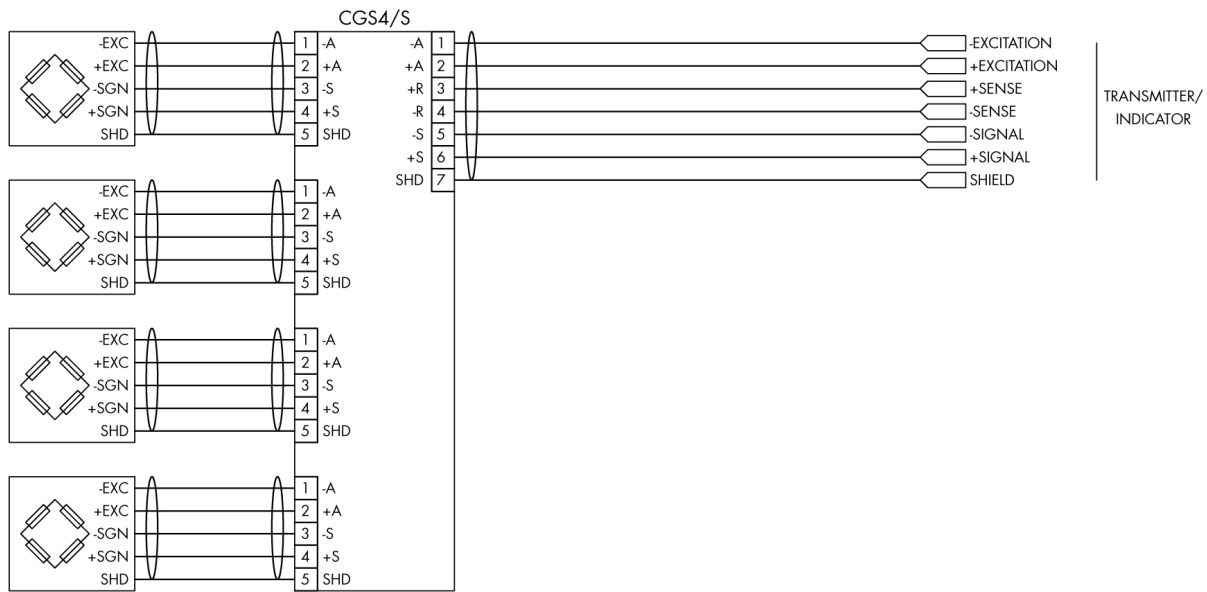 CGS4/S
-EXC 1 -A -A 1 -EXCITATION
+EXC 2 +A +A 2 +EXCITATION
-SGN 3 -S +R 3 +SENSE
+SGN 4 +S -R 4 -SENSE
SHD 5 SHD -S 5 -SIGNAL
+S 6 +SIGNAL
SHD 7 SHIELD
TRANSMITTER/
INDICATOR
-EXC 1 -A
+EXC 2 +A
-SGN 3 -S
+SGN 4 +S
SHD 5 SHD
-EXC 1 -A
+EXC 2 +A
-SGN 3 -S
+SGN 4 +S
SHD 5 SHD
-EXC 1 -A
+EXC 2 +A
-SGN 3 -S
+SGN 4 +S
SHD 5 SHD